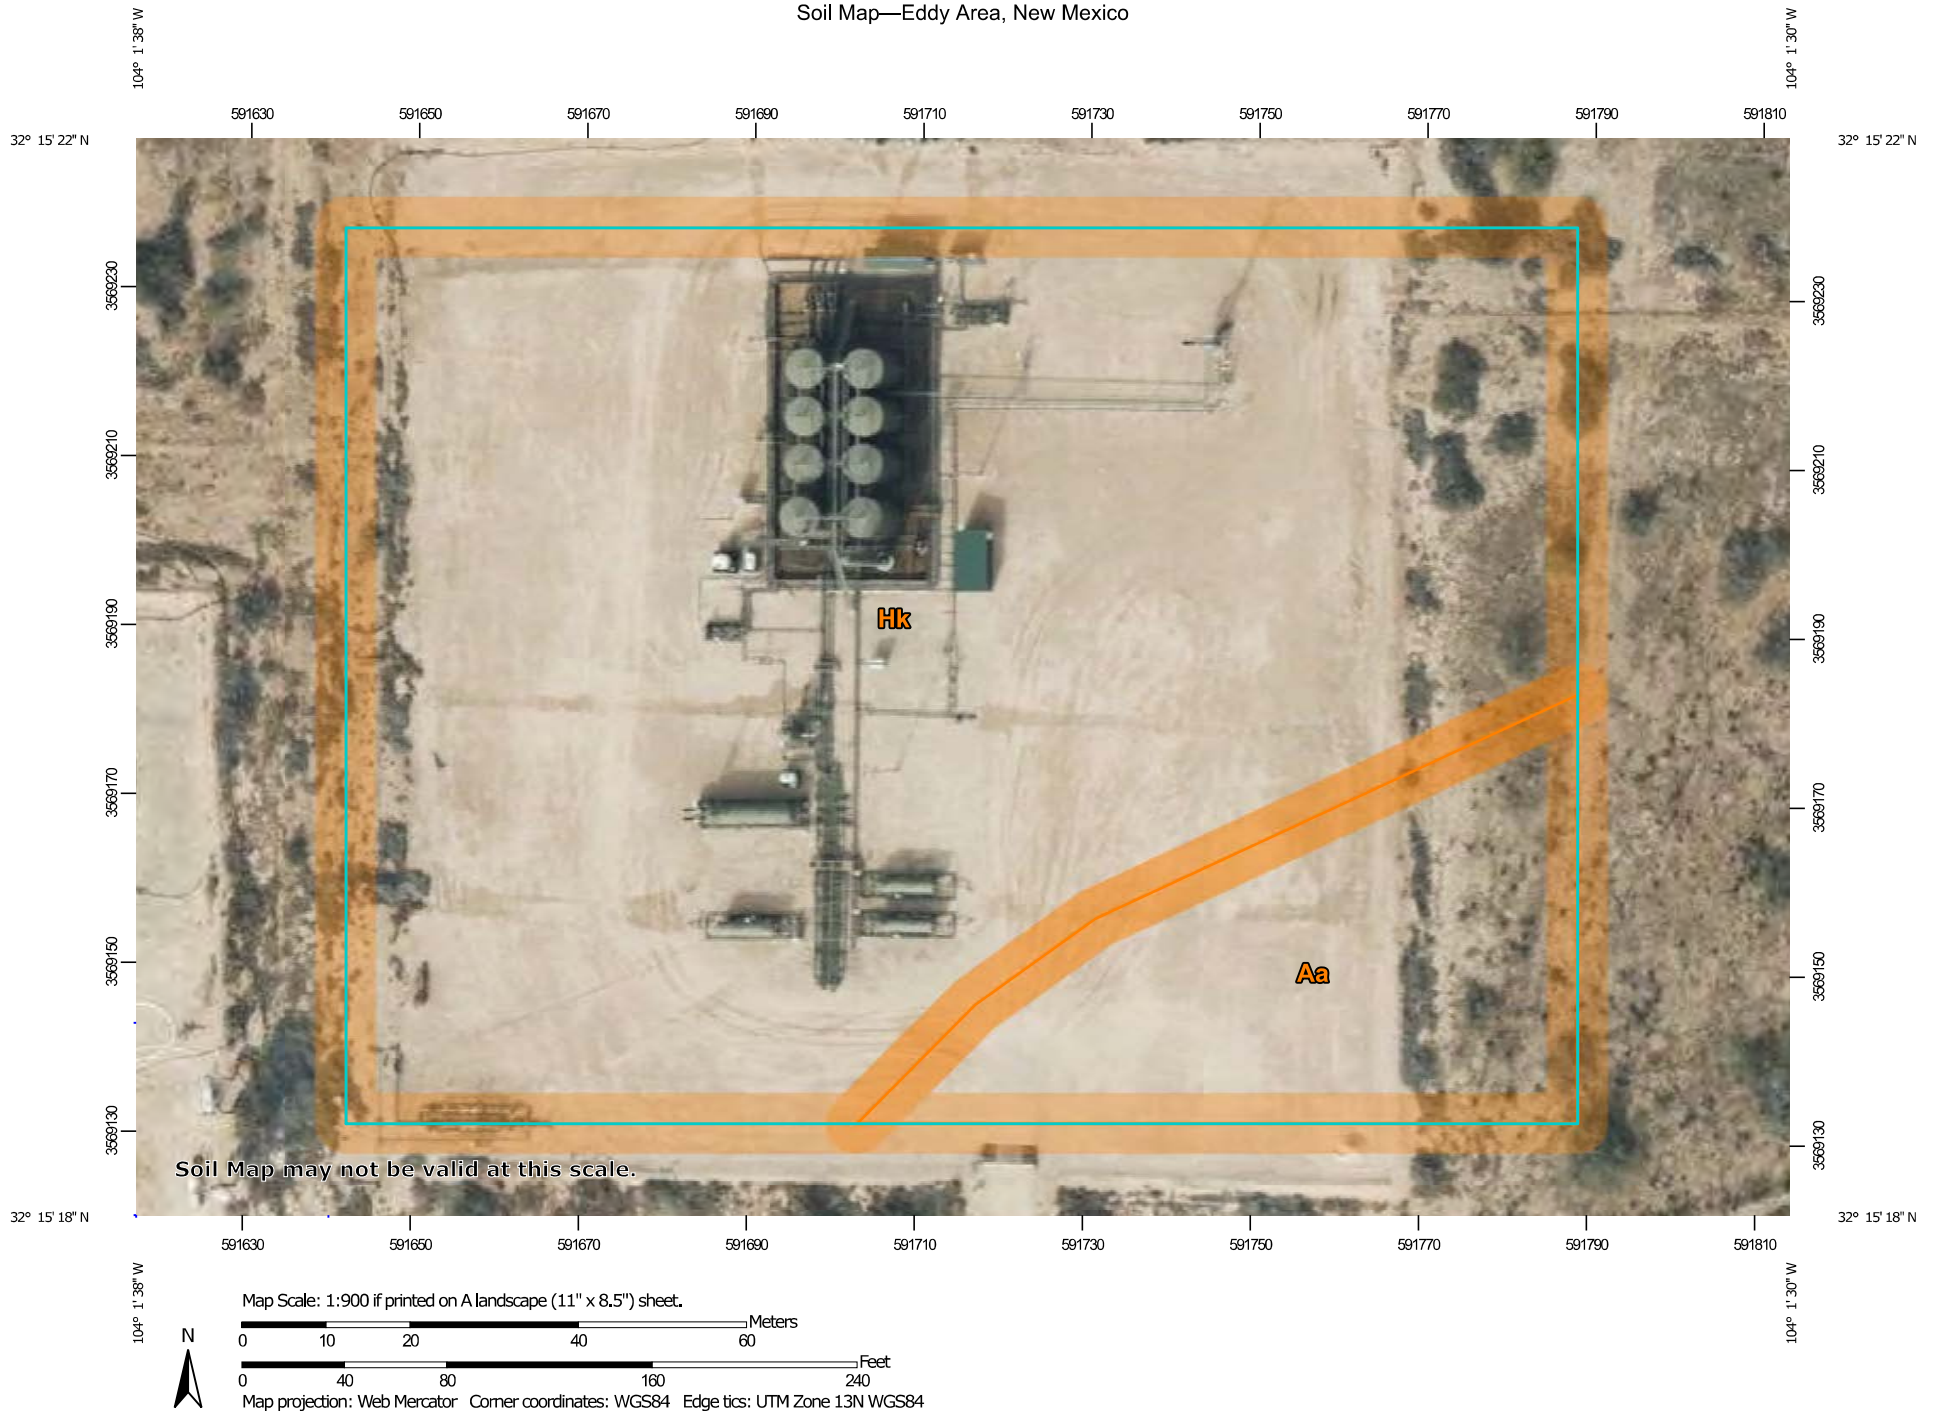 Soil Map—Eddy Area, New Mexico
104° 1' 38'' W
104° 1' 30'' W
591630 591650 591670 591690 591710 591730 591750 591770 591790 591810
32° 15' 22'' N
32° 15' 22'' N
3569230
3569230
3569210
3569210
3569190
3569190
Hk
3569170
3569170
3569150
3569150
Aa
3569130
3569130
Soil Map may not be valid at this scale.
32° 15' 18'' N
32° 15' 18'' N
591630 591650 591670 591690 591710 591730 591750 591770 591790 591810
104° 1' 38'' W
104° 1' 30'' W
Map Scale: 1:900 if printed on A landscape (11" x 8.5") sheet.
Meters
0 10 20 40 60
N
Feet
0 40 80 160 240
Map projection: Web Mercator Corner coordinates: WGS84 Edge tics: UTM Zone 13N WGS84